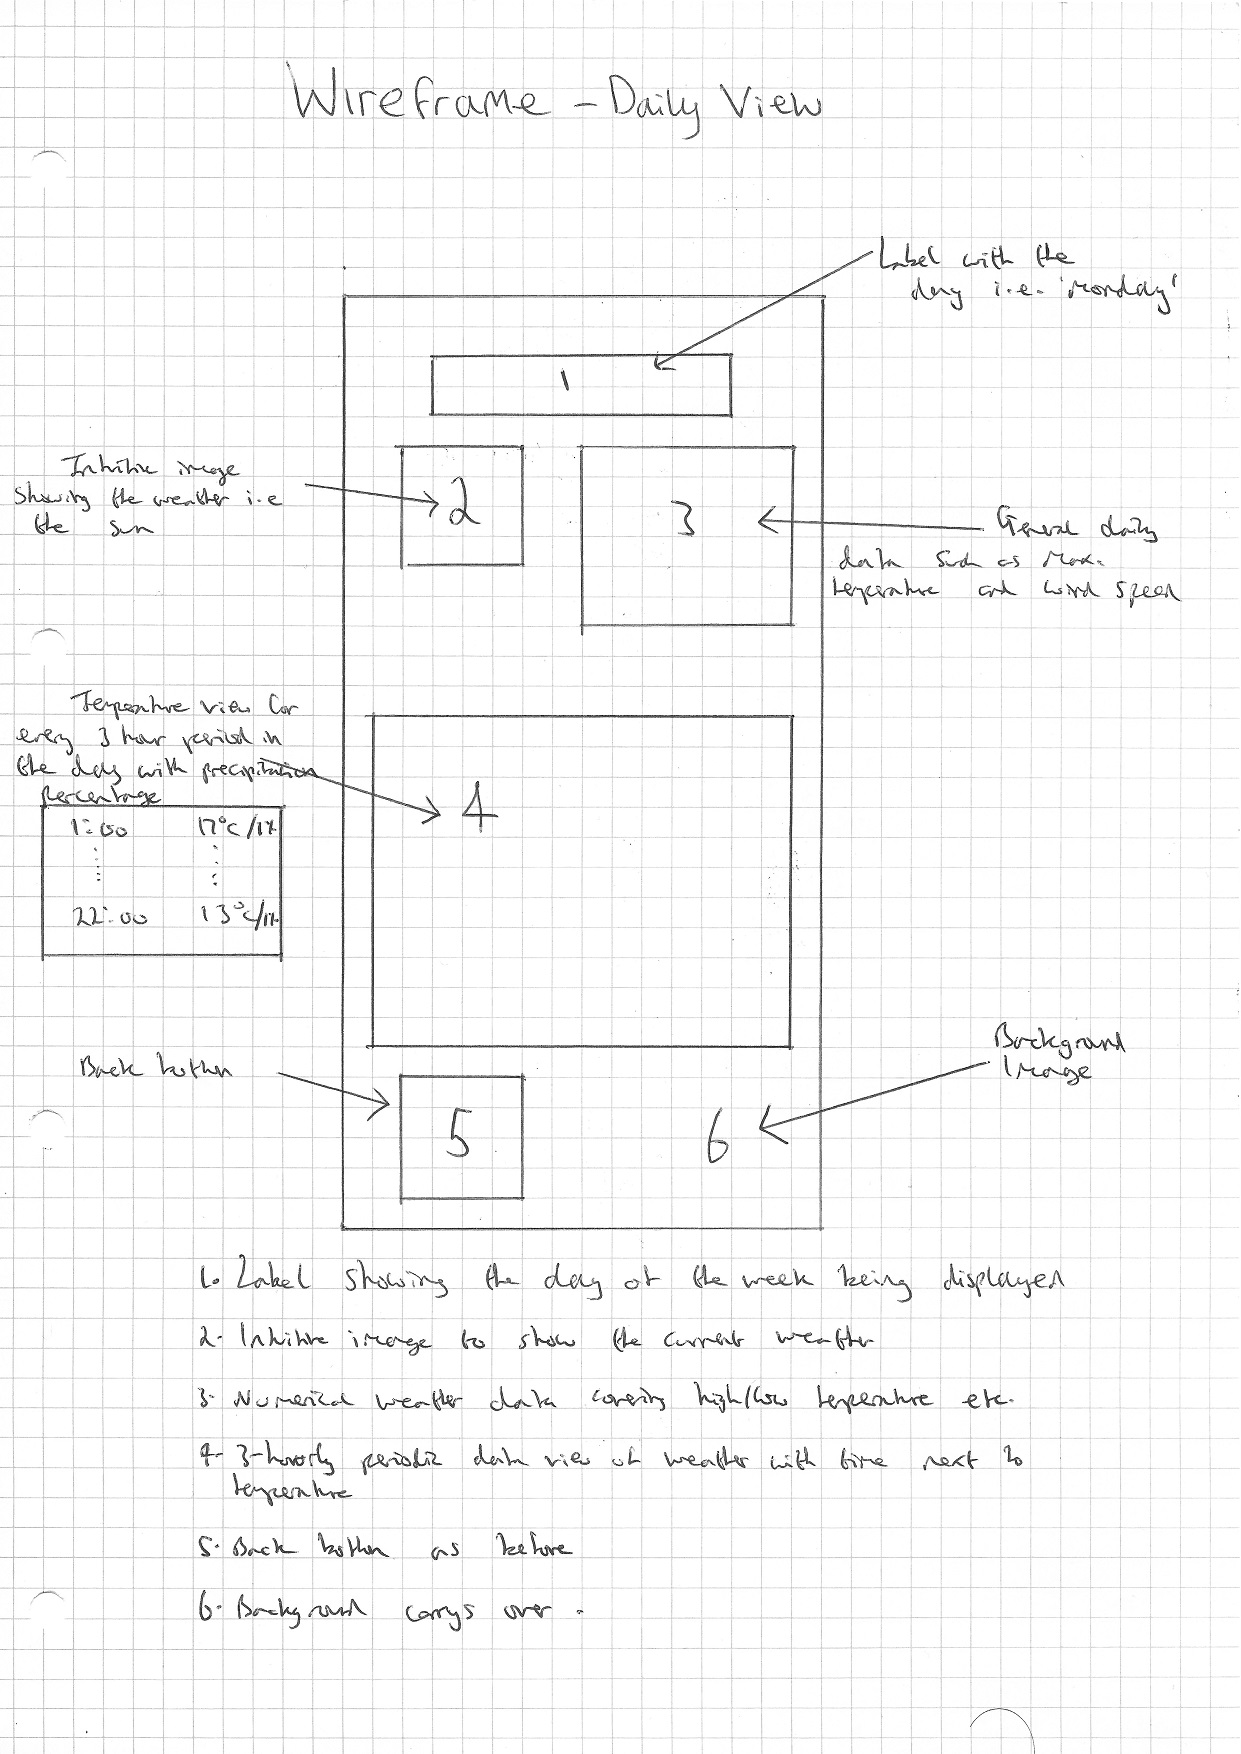 Wireframe - Daily View
Label with the
day i.e. 'Monday'
1
Intuitive image
showing the weather i.e
the sun
2
3
General daily
data such as max.
temperature and wind speed
Temperature view for
every 3 hour period in
the day with precipitation
percentage
4
1:00 17°C/1%
22:00 13°C/1%
Back button
Background
Image
5
6
1. Label showing the day of the week being displayed
2. Intuitive image to show the current weather
3. Numerical weather data covering high/low temperature etc.
4. 3-hourly periodic data view of weather with time next to
temperature
5. Back button as before
6. Background carrys over.